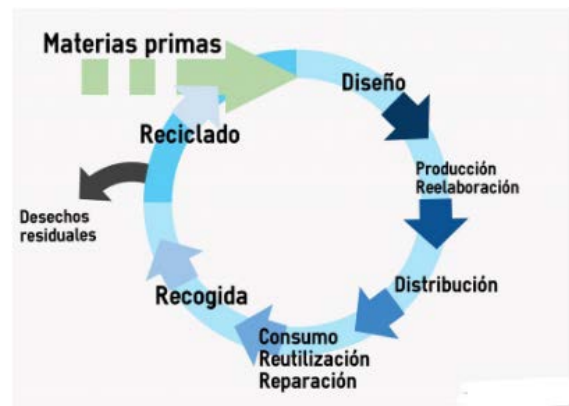 Materias primas
Diseño
Producción
Reelaboración
Distribución
Consumo
Reutilización
Reparación
Recogida
Desechos
residuales
Reciclado